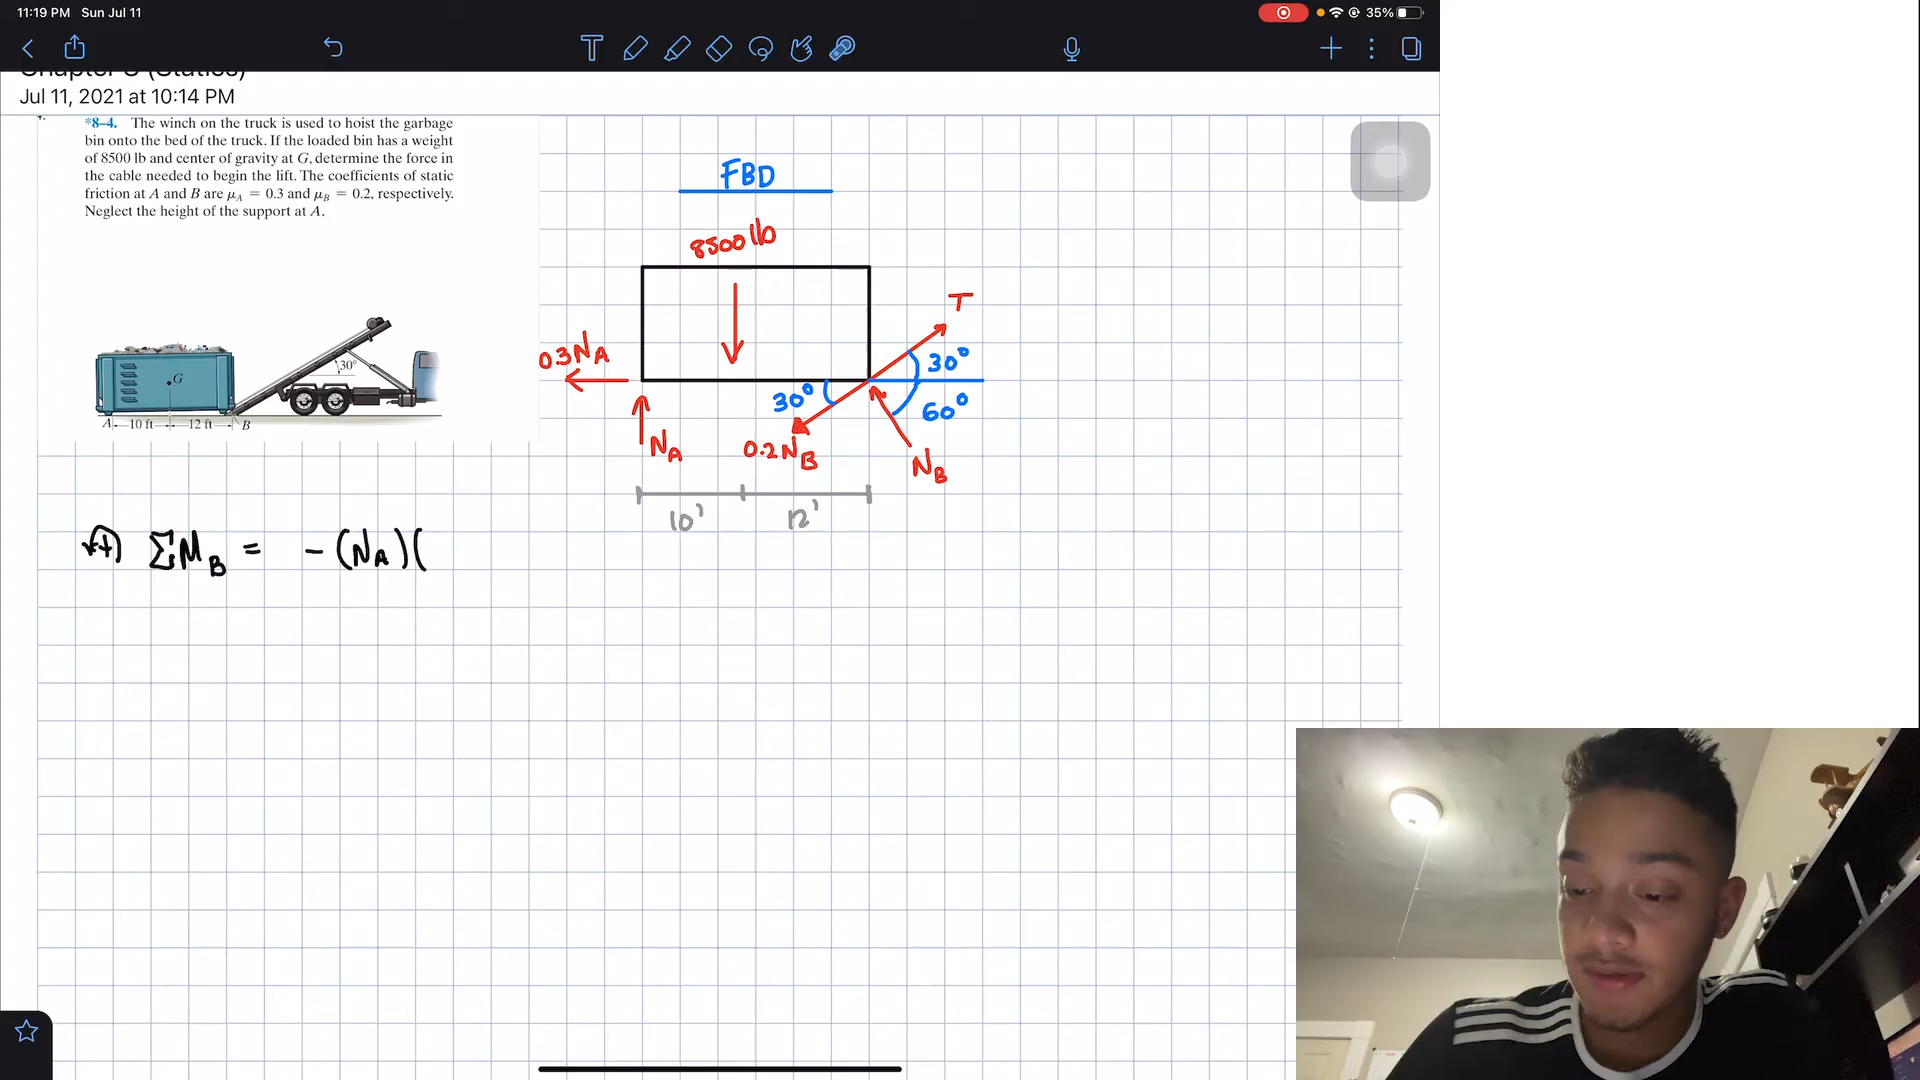 11:19 PM Sun Jul 11
35%
Jul 11, 2021 at 10:14 PM
*8–4. The winch on the truck is used to hoist the garbage
bin onto the bed of the truck. If the loaded bin has a weight
of 8500 lb and center of gravity at G, determine the force in
the cable needed to begin the lift. The coefficients of static
friction at A and B are μA = 0.3 and μB = 0.2, respectively.
Neglect the height of the support at A.
30°
G
A 10 ft 12 ft B
FBD
8500 lb
T
0.3NA
30°
30°
60°
NA
0.2NB
NB
10'
12'
+) ΣMB = - (NA)(